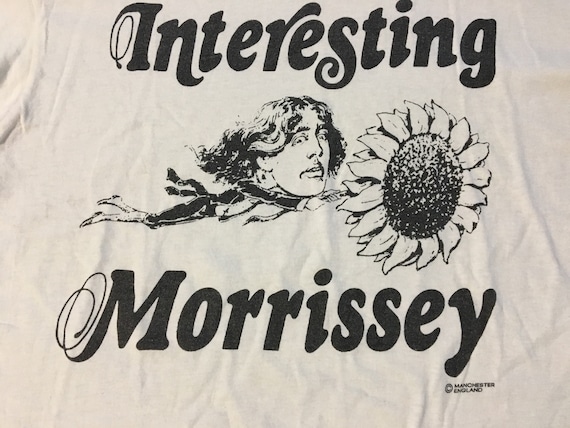 Interesting
Morrissey
© MANCHESTER
ENGLAND